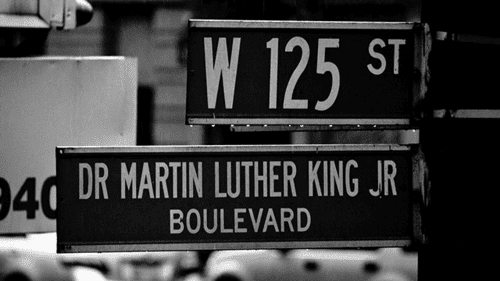 W 125 ST
DR MARTIN LUTHER KING JR
BOULEVARD
940